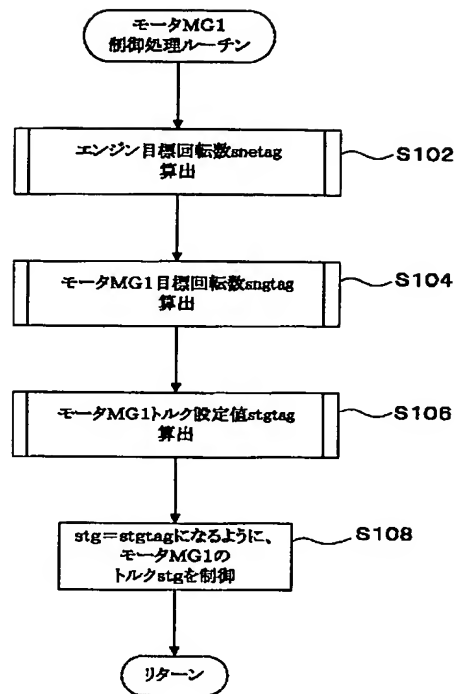 モータMG1
制御処理ルーチン
エンジン目標回転数snetag
算出
S102
モータMG1目標回転数sngtag
算出
S104
モータMG1トルク設定値stgtag
算出
S106
stg=stgtagになるように、
モータMG1の
トルクstgを制御
S108
リターン